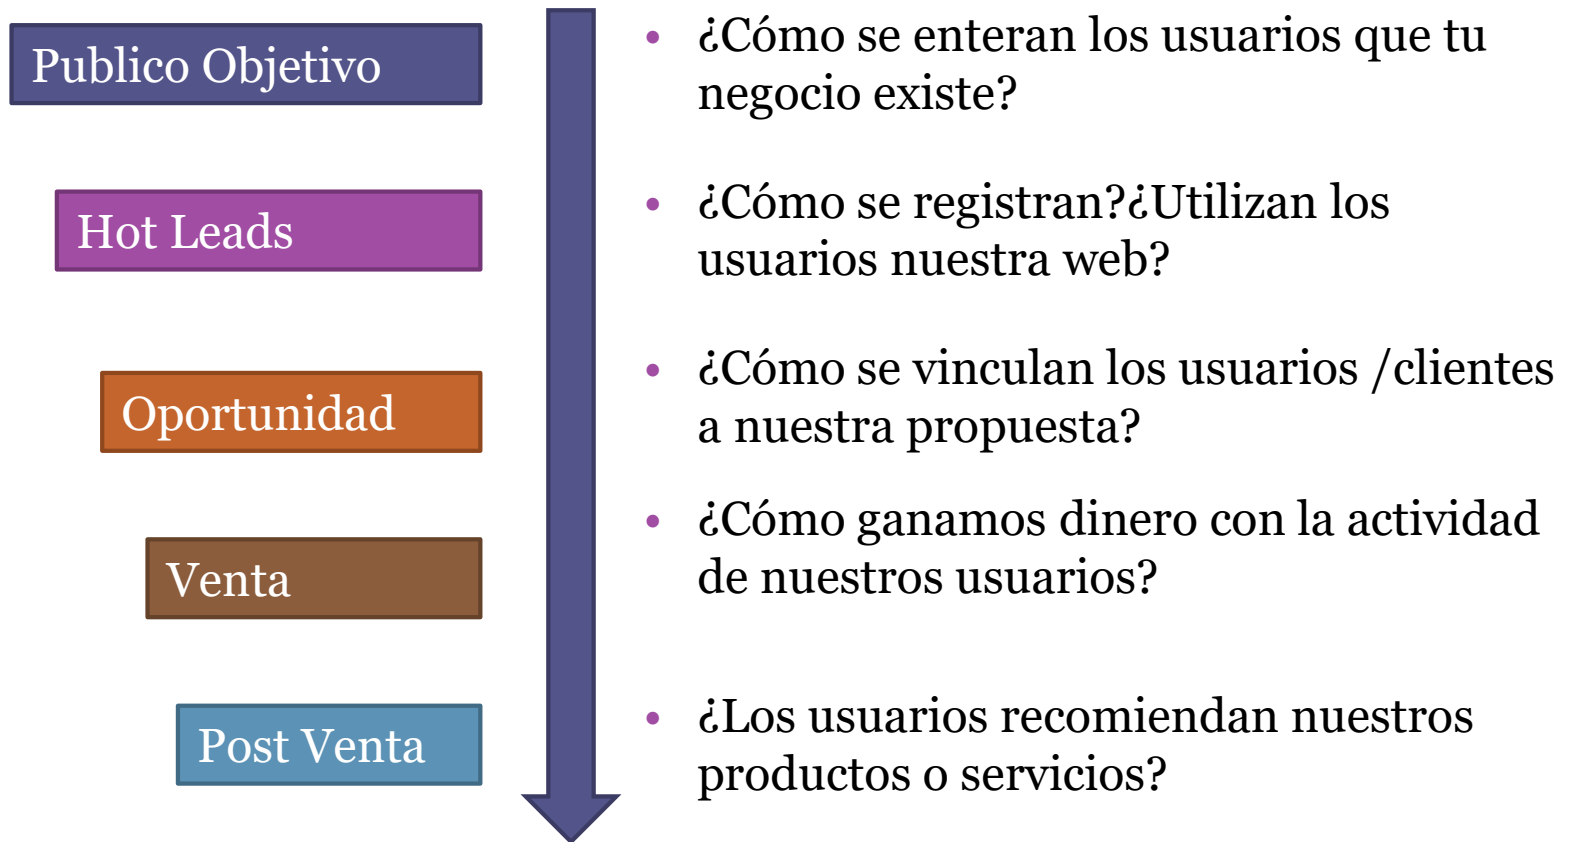 Publico Objetivo
• ¿Cómo se enteran los usuarios que tu
negocio existe?
Hot Leads
• ¿Cómo se registran?¿Utilizan los
usuarios nuestra web?
Oportunidad
• ¿Cómo se vinculan los usuarios /clientes
a nuestra propuesta?
Venta
• ¿Cómo ganamos dinero con la actividad
de nuestros usuarios?
Post Venta
• ¿Los usuarios recomiendan nuestros
productos o servicios?